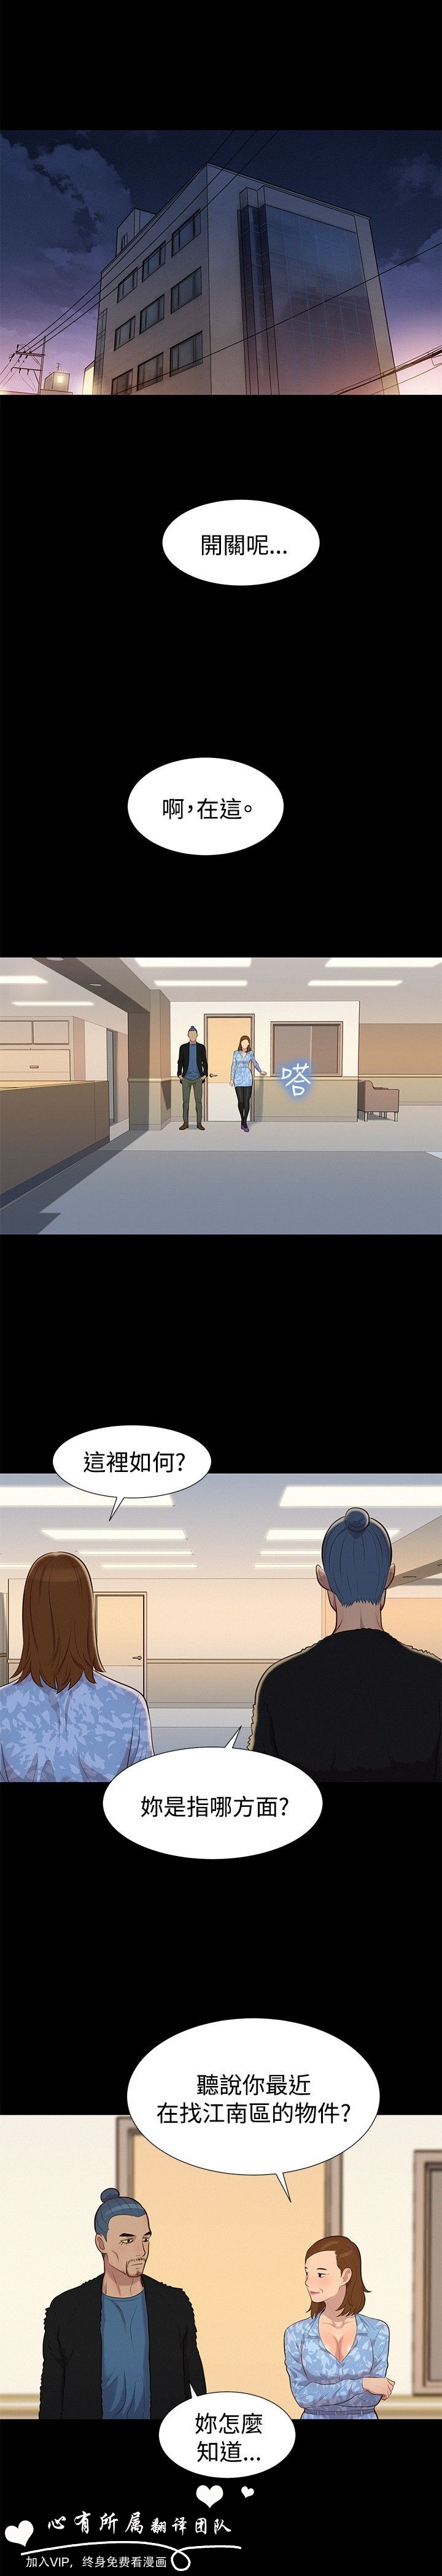 開關呢...
啊,在這。
嗒
這裡如何?
妳是指哪方面?
聽說你最近
在找江南區的物件?
妳怎麼
知道...
心有所属翻译团队
加入VIP，终身免费看漫画